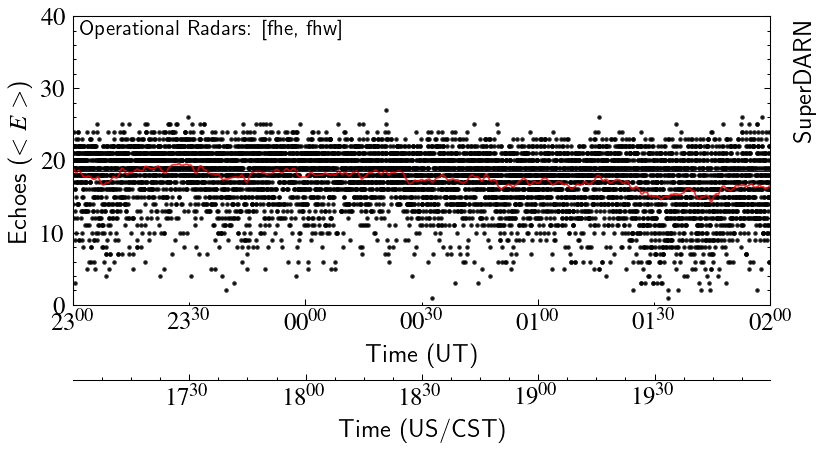 Operational Radars: [fhe, fhw]
SuperDARN
Echoes (< E >)
40
30
20
10
0
23^00 23^30 00^00 00^30 01^00 01^30 02^00
Time (UT)
17^30 18^00 18^30 19^00 19^30
Time (US/CST)